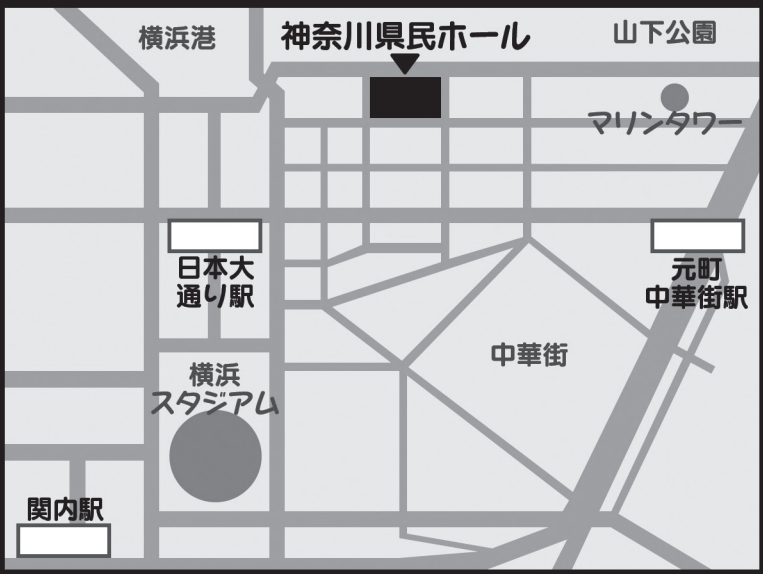 横浜港
神奈川県民ホール
山下公園
マリンタワー
日本大
通り駅
元町
中華街駅
中華街
横浜
スタジアム
関内駅